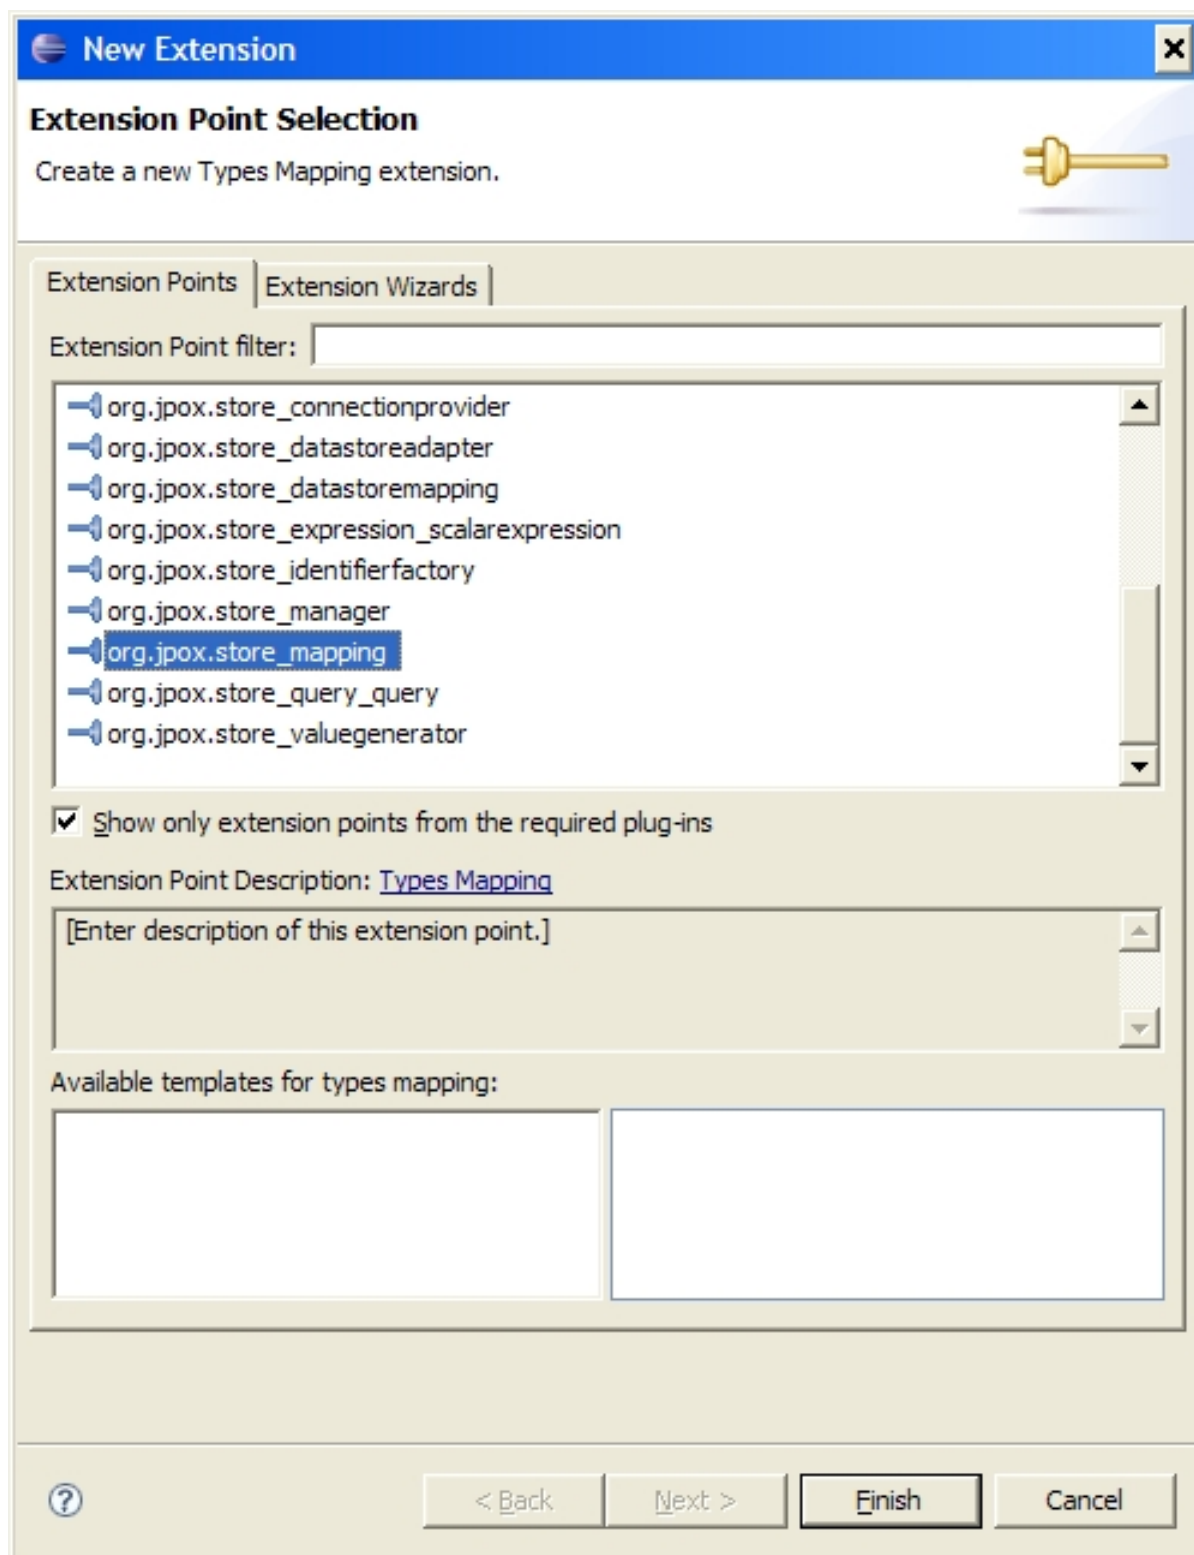 New Extension
Extension Point Selection
Create a new Types Mapping extension.
Extension Points Extension Wizards
Extension Point filter:
org.jpox.store_connectionprovider
org.jpox.store_datastoreadapter
org.jpox.store_datastoremapping
org.jpox.store_expression_scalarexpression
org.jpox.store_identifierfactory
org.jpox.store_manager
org.jpox.store_mapping
org.jpox.store_query_query
org.jpox.store_valuegenerator
Show only extension points from the required plug-ins
Extension Point Description: Types Mapping
[Enter description of this extension point.]
Available templates for types mapping:
< Back Next > Finish Cancel